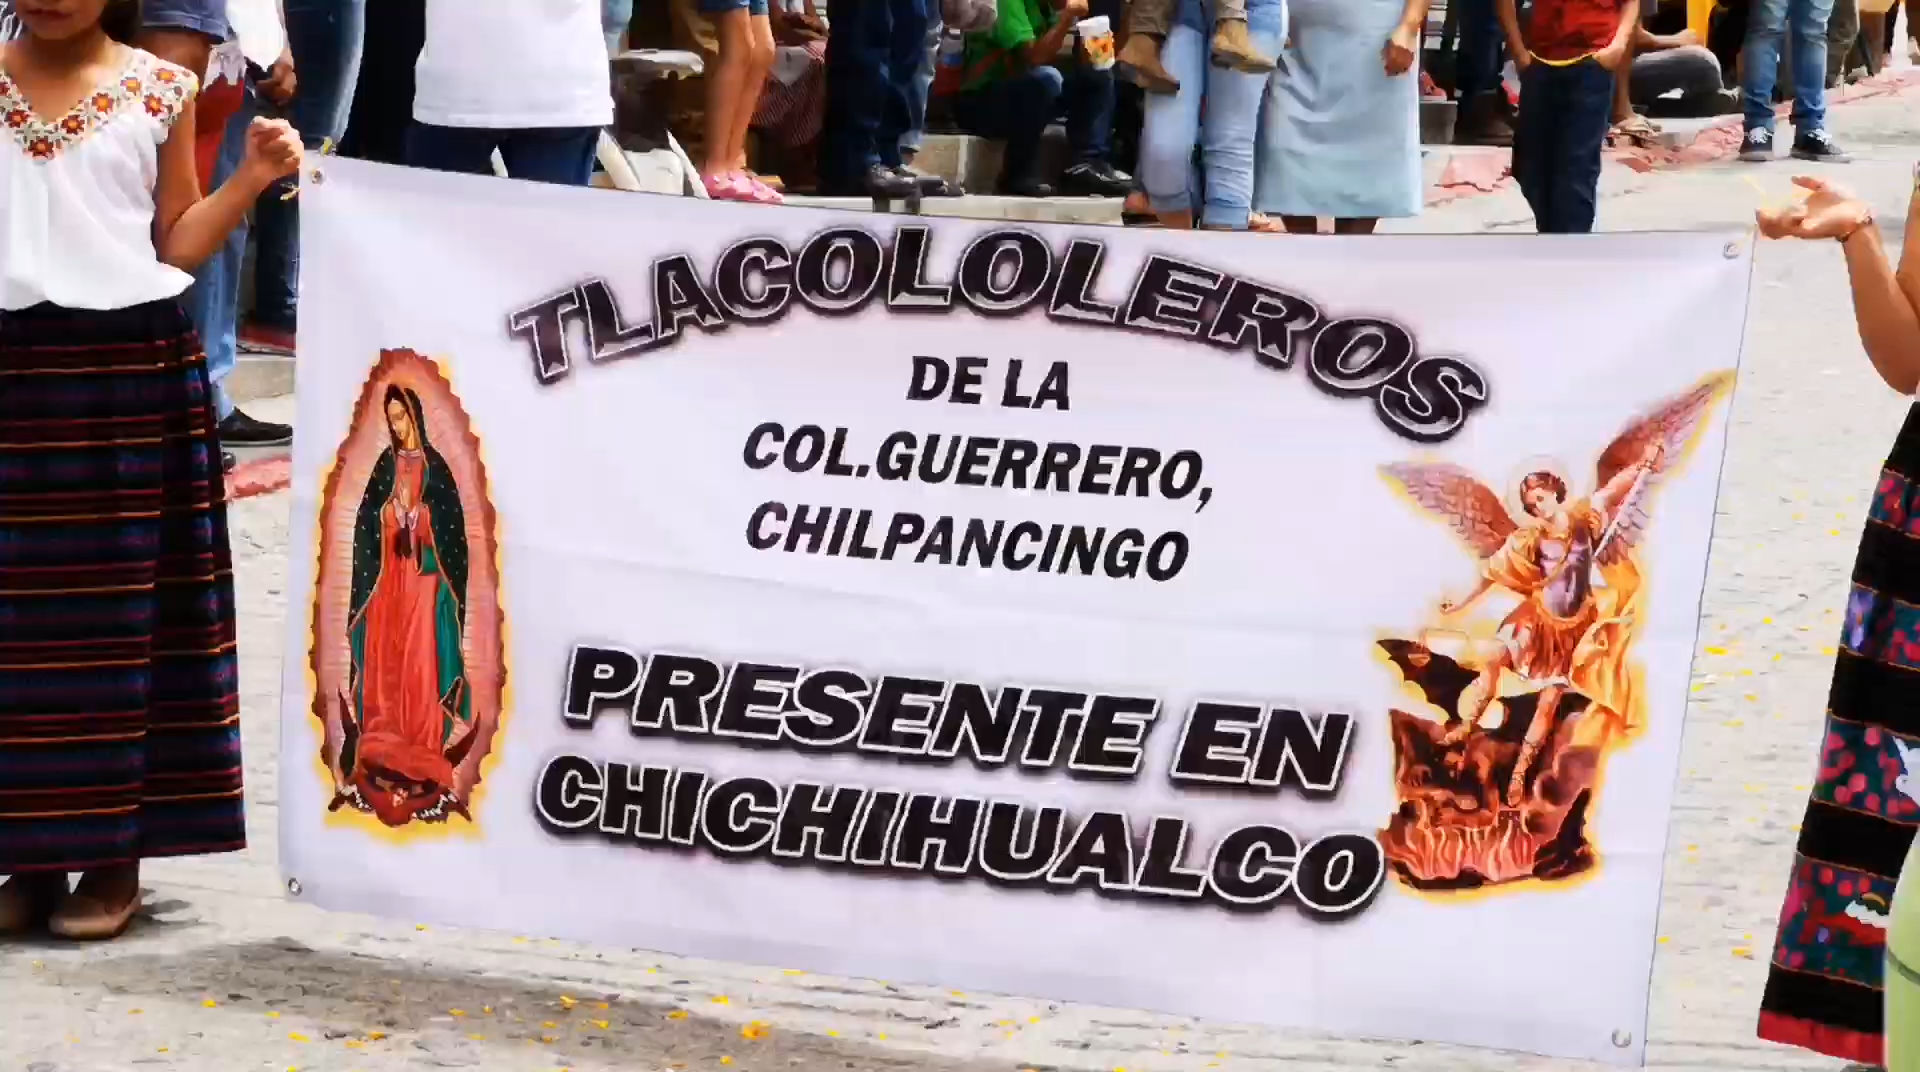 TLACOLOLEROS
DE LA
COL.GUERRERO,
CHILPANCINGO
PRESENTE EN
CHICHIHUALCO